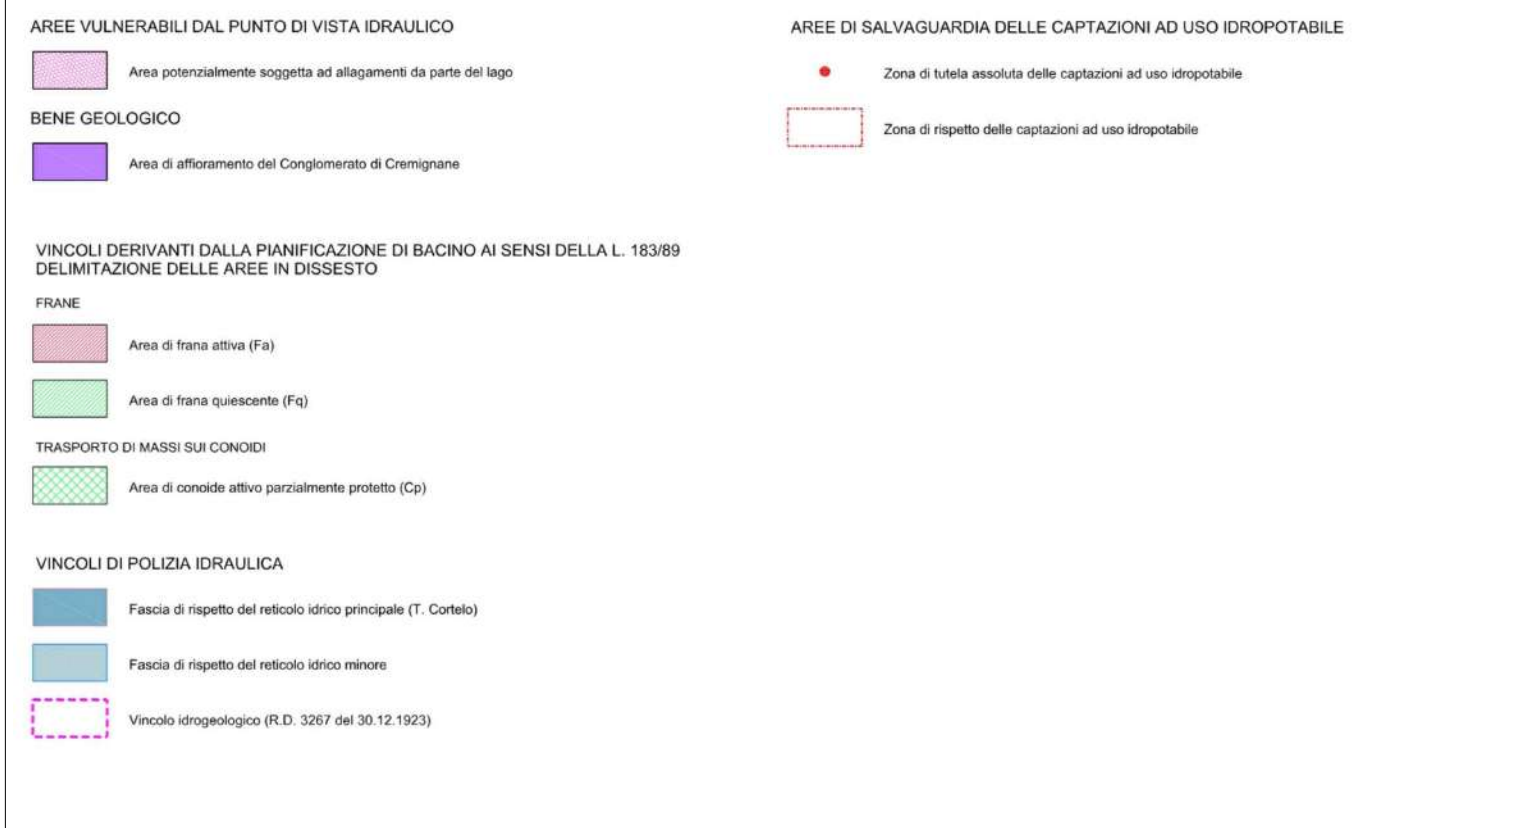 AREE VULNERABILI DAL PUNTO DI VISTA IDRAULICO
Area potenzialmente soggetta ad allagamenti da parte del lago
BENE GEOLOGICO
Area di affioramento del Conglomerato di Cremignane
VINCOLI DERIVANTI DALLA PIANIFICAZIONE DI BACINO AI SENSI DELLA L. 183/89
DELIMITAZIONE DELLE AREE IN DISSESTO
FRANE
Area di frana attiva (Fa)
Area di frana quiescente (Fq)
TRASPORTO DI MASSI SUI CONOIDI
Area di conoide attivo parzialmente protetto (Cp)
VINCOLI DI POLIZIA IDRAULICA
Fascia di rispetto del reticolo idrico principale (T. Cortelo)
Fascia di rispetto del reticolo idrico minore
Vincolo idrogeologico (R.D. 3267 del 30.12.1923)
AREE DI SALVAGUARDIA DELLE CAPTAZIONI AD USO IDROPOTABILE
Zona di tutela assoluta delle captazioni ad uso idropotabile
Zona di rispetto delle captazioni ad uso idropotabile